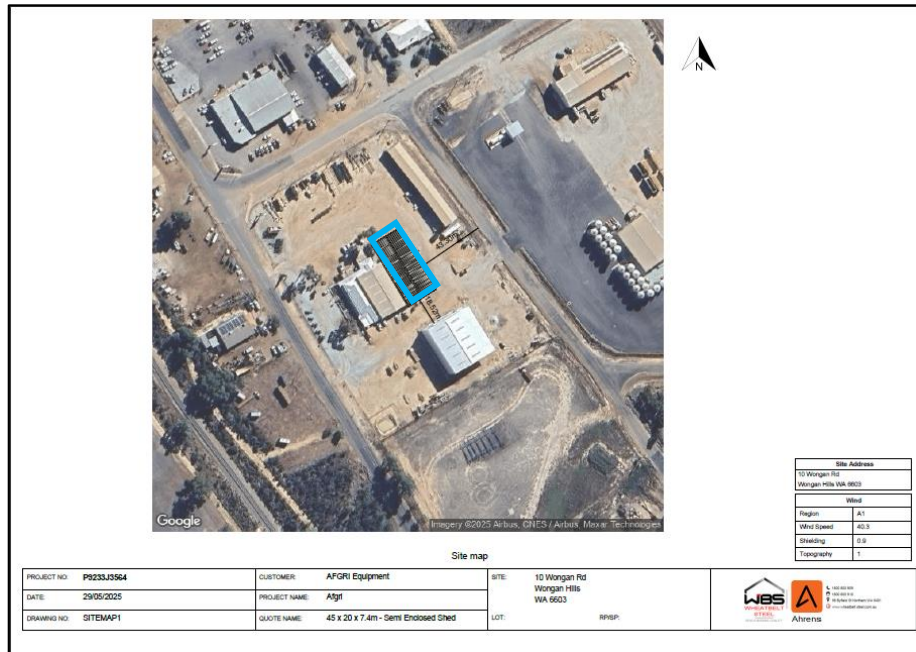 N
Google
Imagery ©2025 Airbus, CNES / Airbus, Maxar Technologies
Site map
Site Address
10 Wongan Rd
Wongan Hills WA 6603
Wind
Region A1
Wind Speed 40.3
Shielding 0.9
Topography 1
PROJECT NO: P9233J3564
DATE: 29/05/2025
DRAWING NO: SITEMAP1
CUSTOMER: AFGRI Equipment
PROJECT NAME: Afgri
QUOTE NAME: 45 x 20 x 7.4m - Semi Enclosed Shed
SITE: 10 Wongan Rd
Wongan Hills
WA 6603
LOT: RP/SP:
WBS
WHEATBELT
STEEL
Ahrens